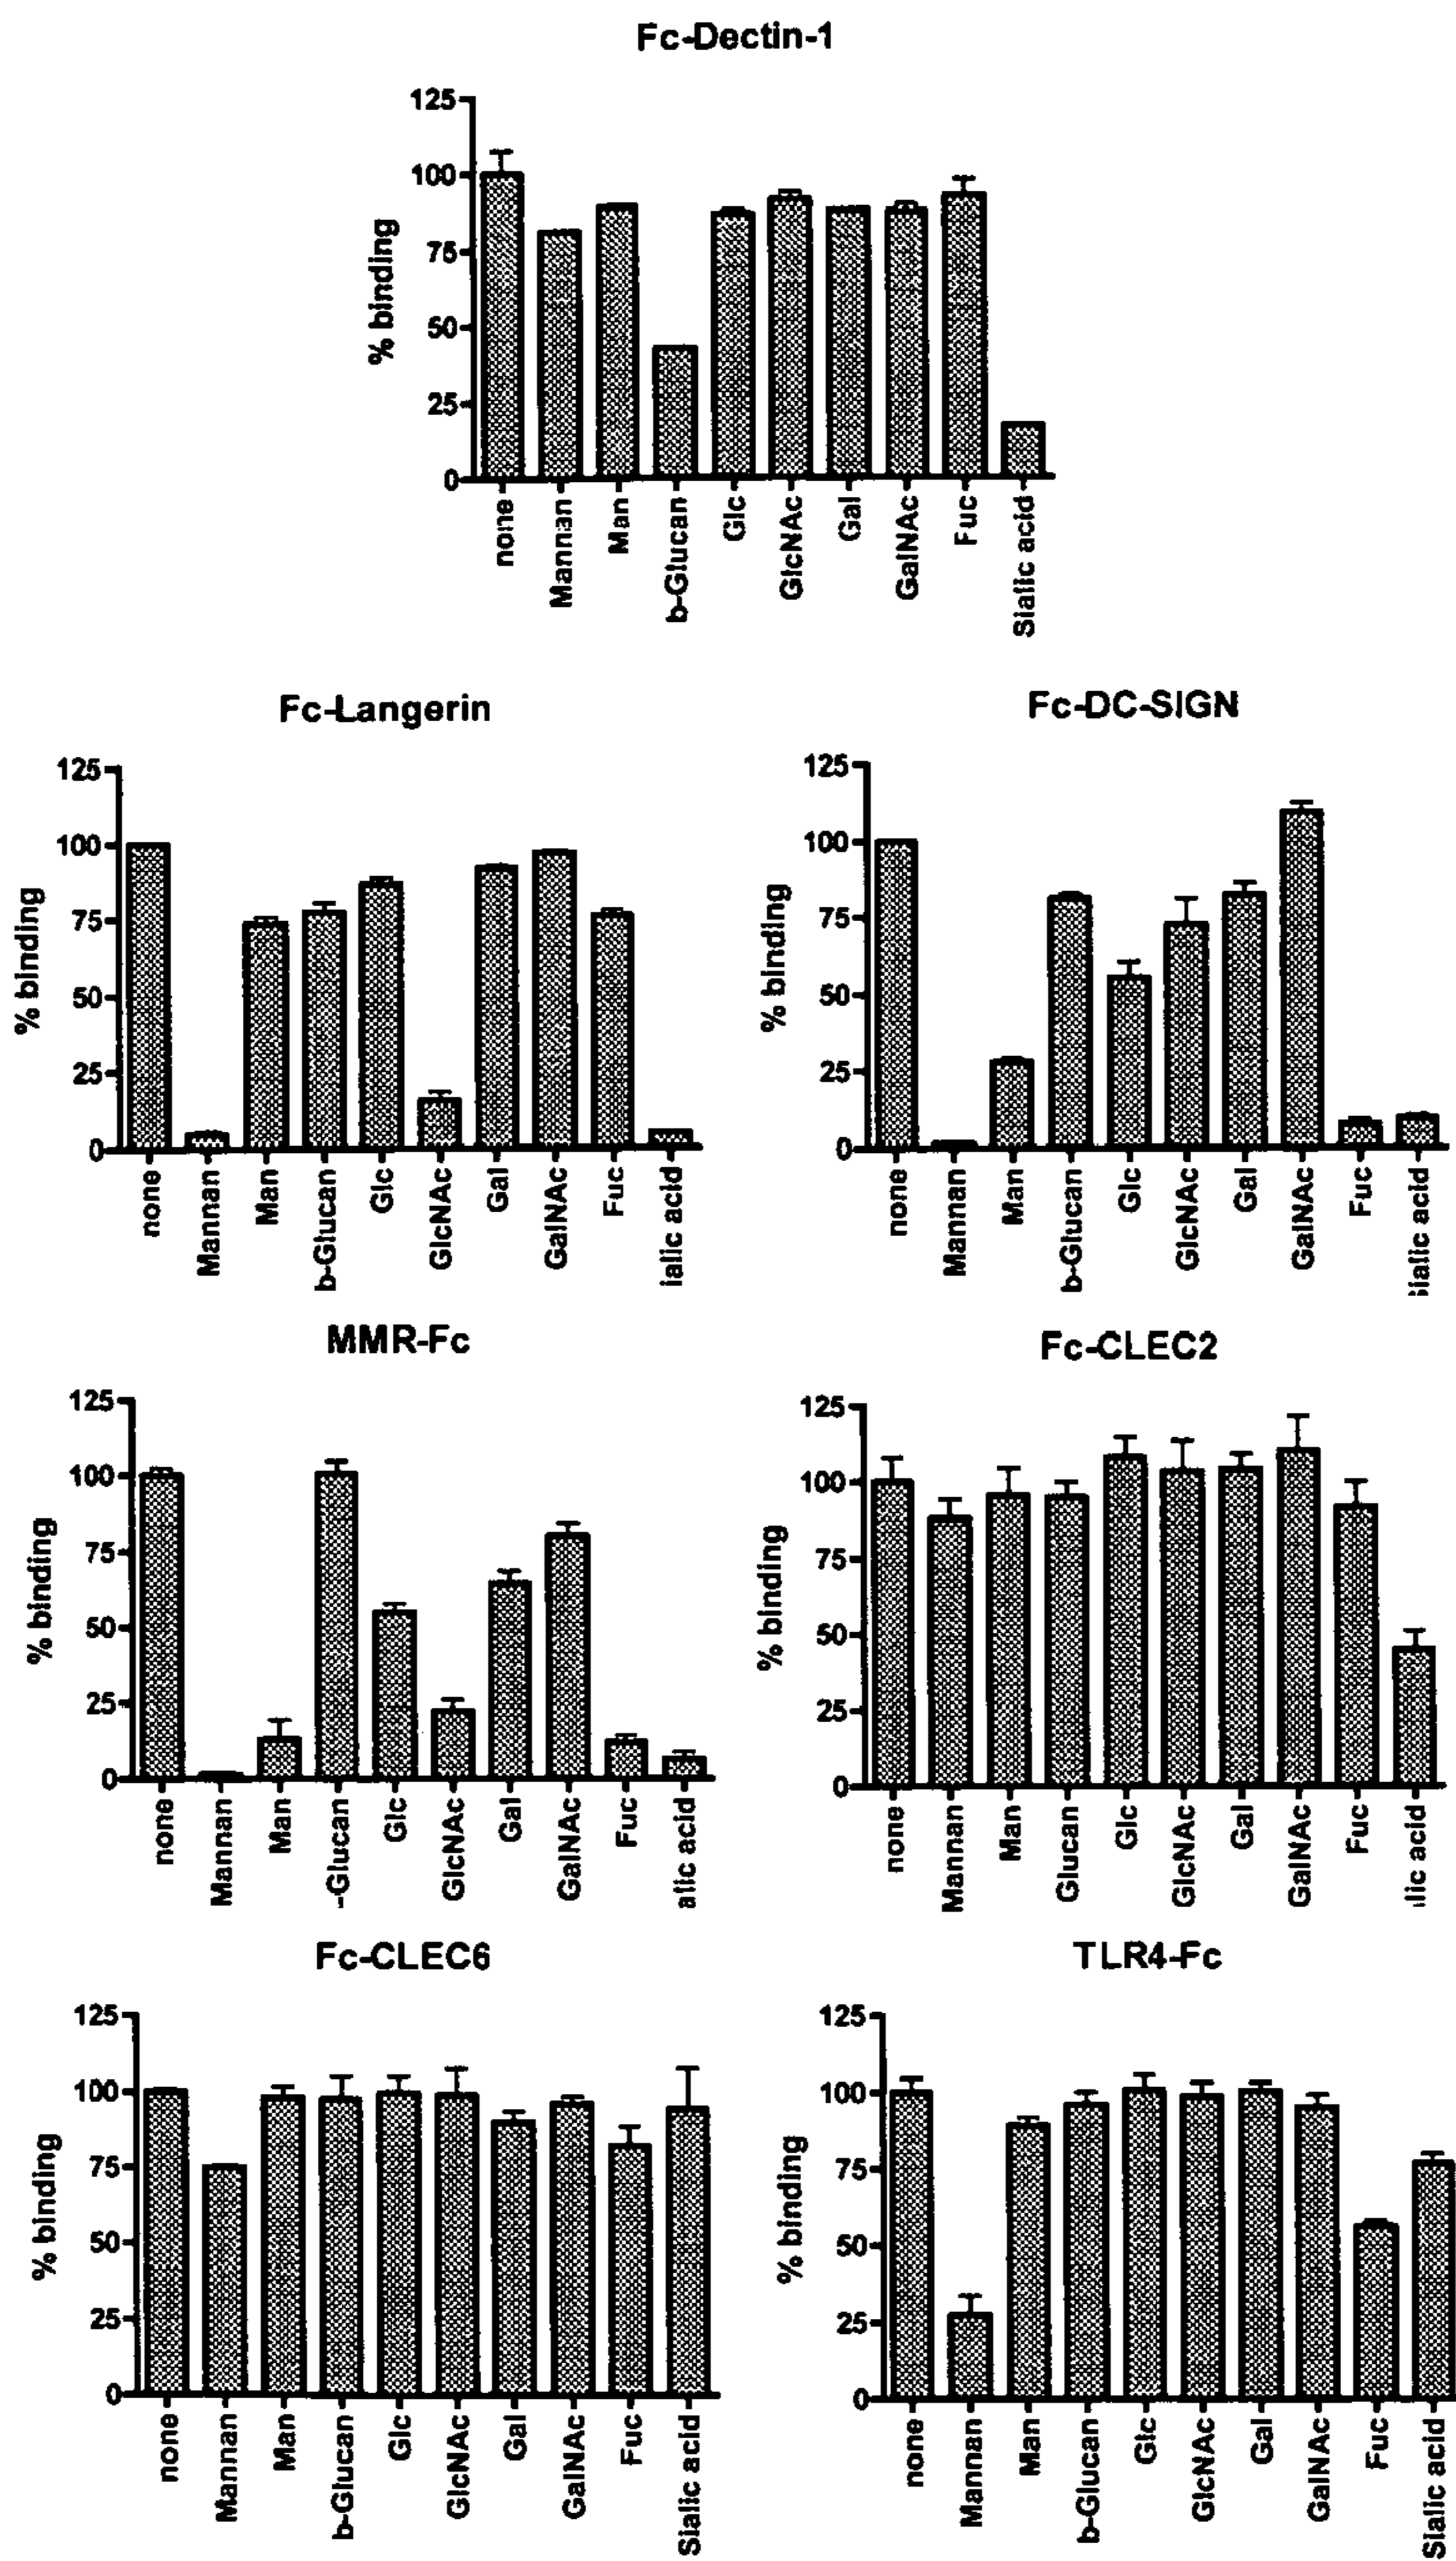 Fc-Dectin-1
% binding
125
100
75
50
25
0
none
Mannan
Man
b-Glucan
Glc
GlcNAc
Gal
GalNAc
Fuc
Sialic acid
Fc-Langerin
% binding
125
100
75
50
25
0
none
Mannan
Man
b-Glucan
Glc
GlcNAc
Gal
GalNAc
Fuc
ialic acid
Fc-DC-SIGN
% binding
125
100
75
50
25
0
none
Mannan
Man
b-Glucan
Glc
GlcNAc
Gal
GalNAc
Fuc
ialic acid
MMR-Fc
% binding
125
100
75
50
25
0
none
Mannan
Man
-Glucan
Glc
GlcNAc
Gal
GalNAc
Fuc
alic acid
Fc-CLEC2
% binding
125
100
75
50
25
0
none
Mannan
Man
Glucan
Glc
GlcNAc
Gal
GalNAc
Fuc
lic acid
Fc-CLEC6
% binding
125
100
75
50
25
0
none
Mannan
Man
b-Glucan
Glc
GlcNAc
Gal
GalNAc
Fuc
Sialic acid
TLR4-Fc
% binding
125
100
75
50
25
0
none
Mannan
Man
b-Glucan
Glc
GlcNAc
Gal
GalNAc
Fuc
Sialic acid